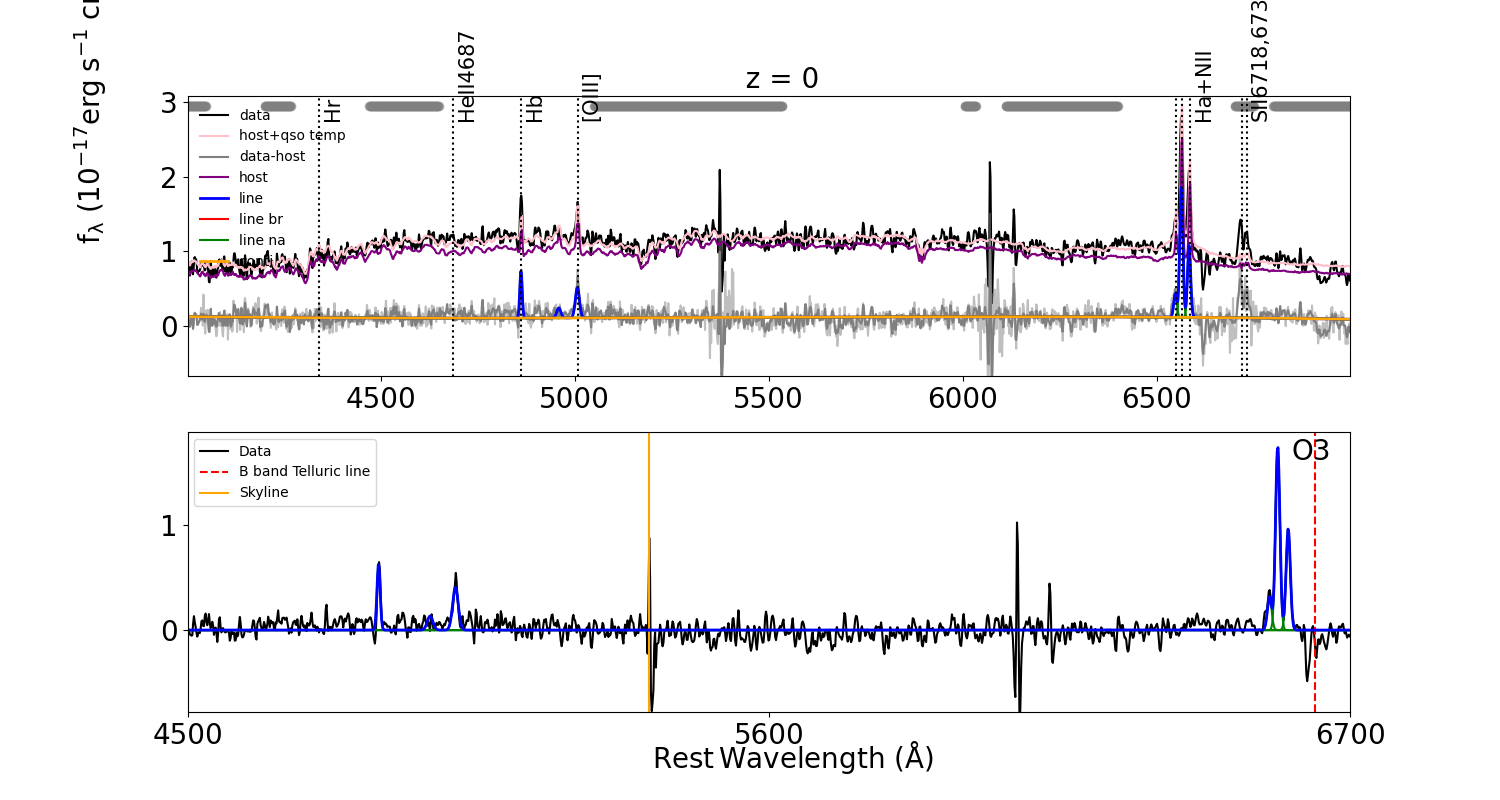 z = 0
f_λ (10^{-17}erg s^{-1}
Hr
HeII4687
Hb
[OIII]
Ha+NII
SII6718,673
data
host+qso temp
data-host
host
line
line br
line na
3
2
1
0
4500
5000
5500
6000
6500
Data
B band Telluric line
Skyline
O3
1
0
4500
5600
6700
Rest Wavelength (Å)